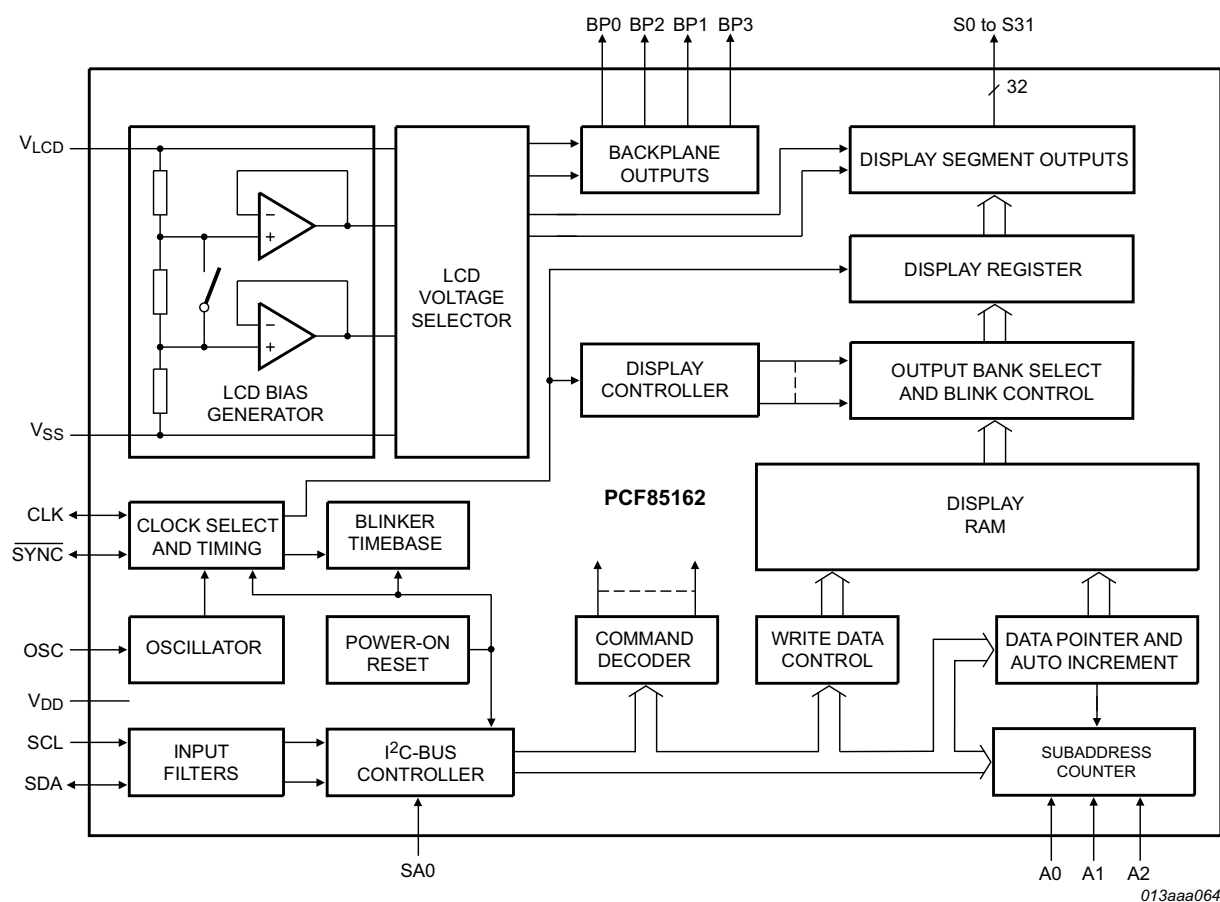 BP0 BP2 BP1 BP3
S0 to S31
32
VLCD
BACKPLANE
OUTPUTS
DISPLAY SEGMENT OUTPUTS
−
+
−
+
LCD
VOLTAGE
SELECTOR
DISPLAY REGISTER
LCD BIAS
GENERATOR
DISPLAY
CONTROLLER
OUTPUT BANK SELECT
AND BLINK CONTROL
VSS
PCF85162
DISPLAY
RAM
CLK
SYNC
CLOCK SELECT
AND TIMING
BLINKER
TIMEBASE
OSC
OSCILLATOR
POWER-ON
RESET
COMMAND
DECODER
WRITE DATA
CONTROL
DATA POINTER AND
AUTO INCREMENT
VDD
SCL
SDA
INPUT
FILTERS
I2C-BUS
CONTROLLER
SUBADDRESS
COUNTER
SA0
A0 A1 A2
013aaa064